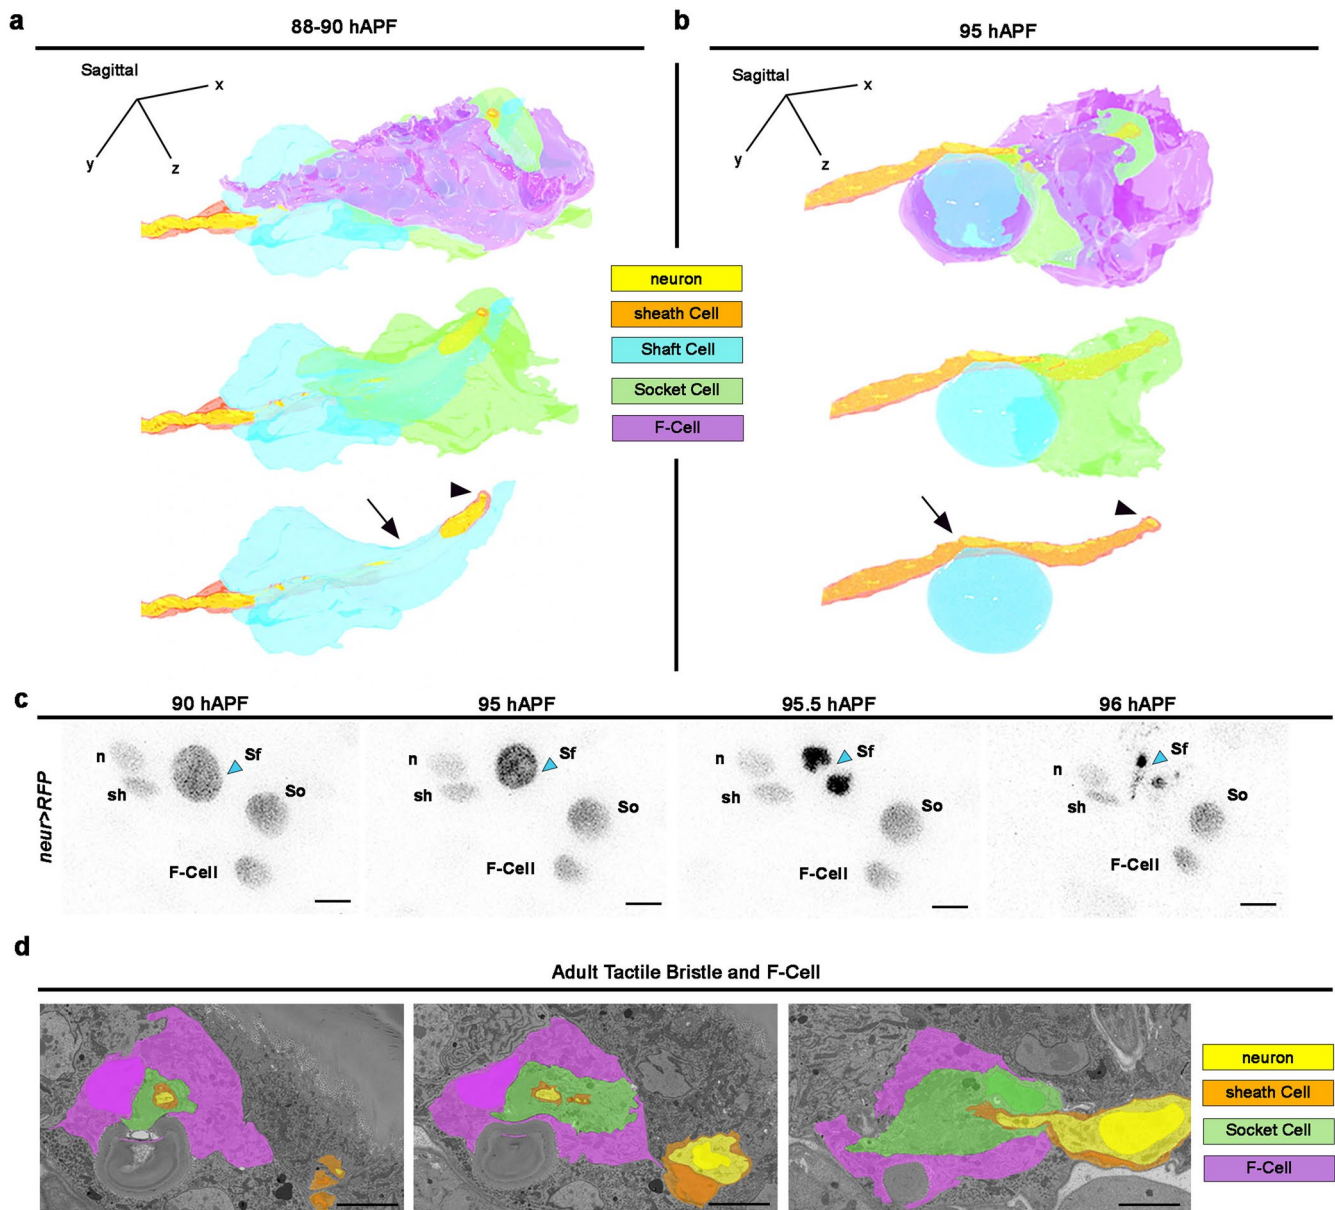 a
88-90 hAPF
b
95 hAPF
Sagittal
x
y
z
Sagittal
x
y
z
neuron
sheath Cell
Shaft Cell
Socket Cell
F-Cell
c
90 hAPF
95 hAPF
95.5 hAPF
96 hAPF
neur>RFP
n
sh
Sf
So
F-Cell
n
sh
Sf
So
F-Cell
n
sh
Sf
So
F-Cell
n
sh
Sf
So
F-Cell
d
Adult Tactile Bristle and F-Cell
neuron
sheath Cell
Socket Cell
F-Cell